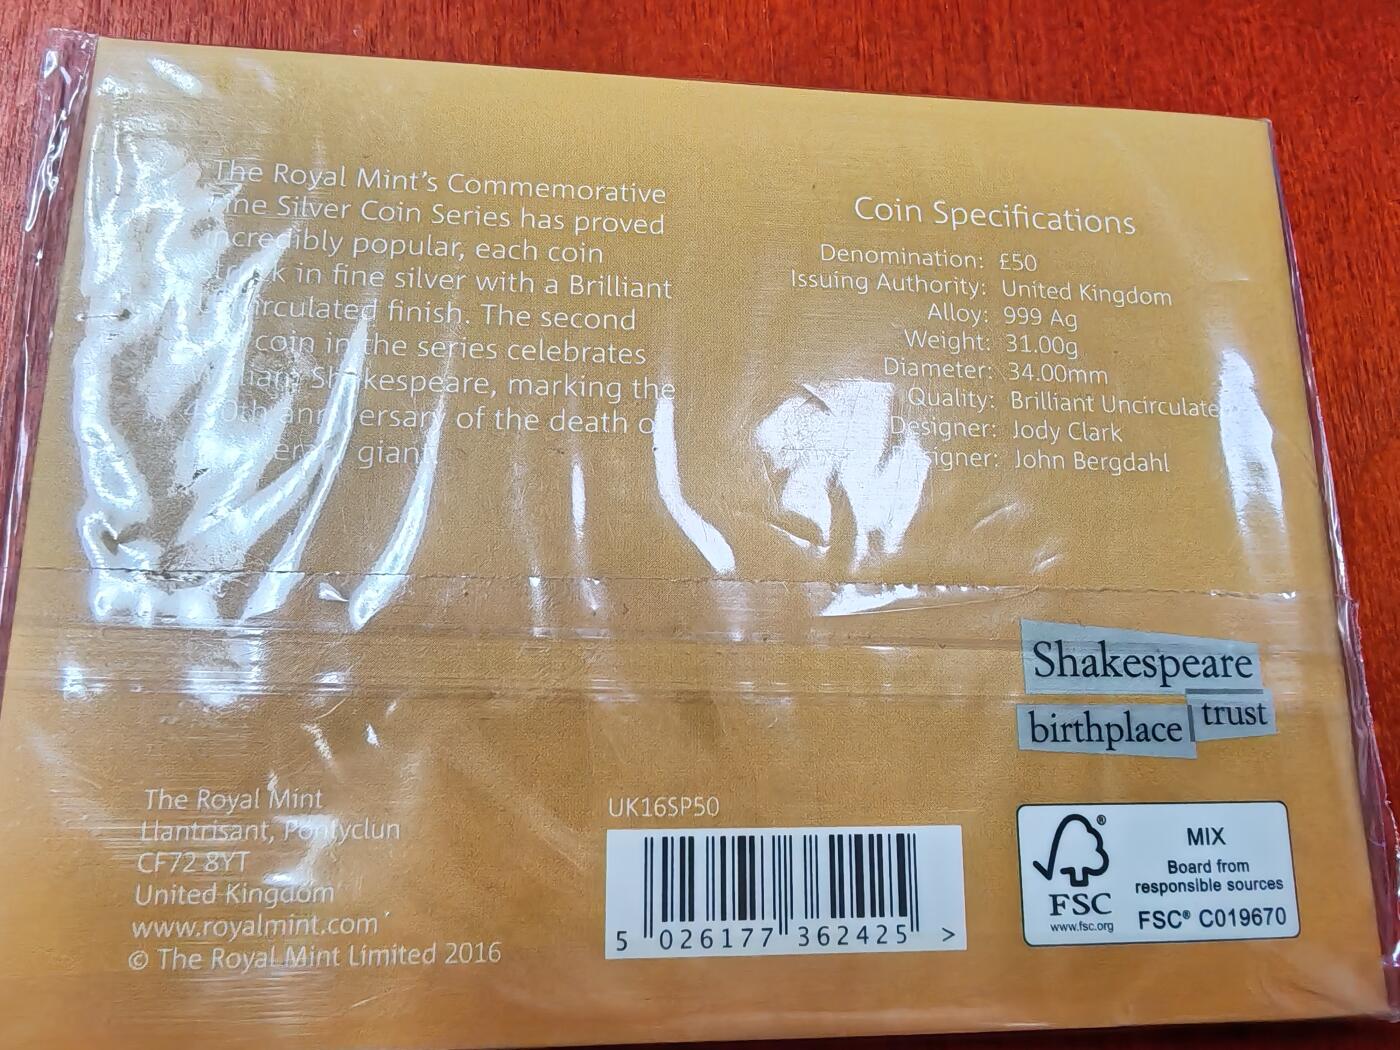 The Royal Mint's Commemorative
Fine Silver Coin Series has proved
incredibly popular, each coin
in fine silver with a Brilliant
finish. The second
coin in the series celebrates
Shakespeare, marking the
anniversary of the death of
giant.
Coin Specifications
Denomination: £50
Issuing Authority: United Kingdom
Alloy: 999 Ag
Weight: 31.00g
Diameter: 34.00mm
Quality: Brilliant Uncirculate
Designer: Jody Clark
John Bergdahl
Shakespeare
birthplace trust
The Royal Mint
Llantrisant, Pontyclun
CF72 8YT
United Kingdom
www.royalmint.com
© The Royal Mint Limited 2016
UK16SP50
5 026177 362425 >
FSC
www.fsc.org
MIX
Board from
responsible sources
FSC® C019670